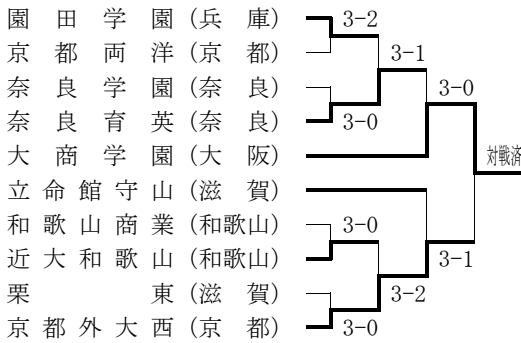 園田学園(兵庫)
3-2
京都両洋(京都)
3-1
奈良学園(奈良)
3-0
奈良育英(奈良)
3-0
大商学園(大阪)
対戦済
立命館守山(滋賀)
和歌山商業(和歌山)
3-0
近大和歌山(和歌山)
3-1
栗東(滋賀)
3-2
京都外大西(京都)
3-0